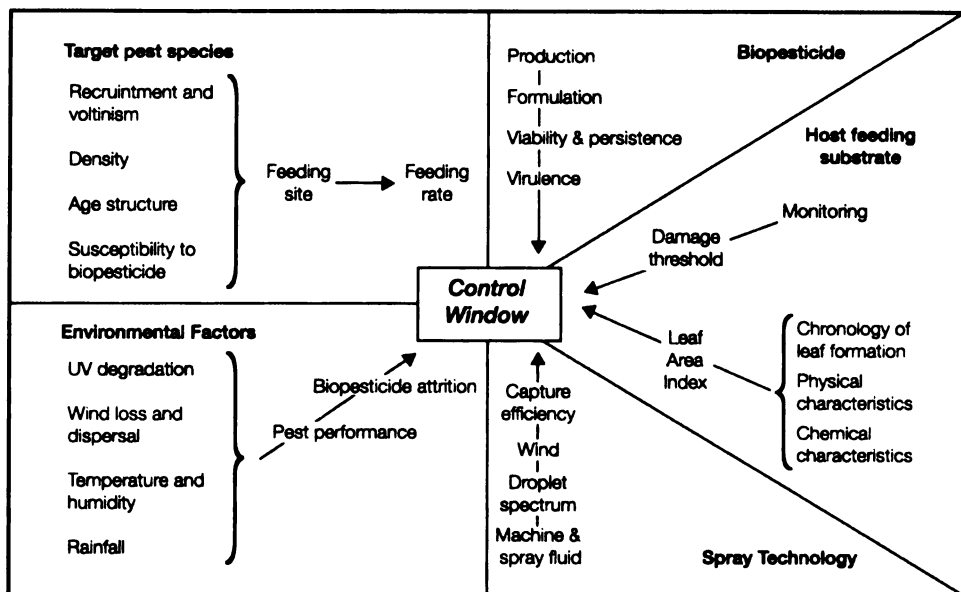 Target pest species
Recruintment and
voltinism
Density
Age structure
Susceptibility to
biopesticide
Feeding
site
Feeding
rate
Biopesticide
Production
Formulation
Viability & persistence
Virulence
Host feeding
substrate
Monitoring
Damage
threshold
Leaf
Area
Index
Chronology of
leaf formation
Physical
characteristics
Chemical
characteristics
Control
Window
Environmental Factors
UV degradation
Wind loss and
dispersal
Temperature and
humidity
Rainfall
Biopesticide attrition
Pest performance
Capture
efficiency
Wind
Droplet
spectrum
Machine &
spray fluid
Spray Technology